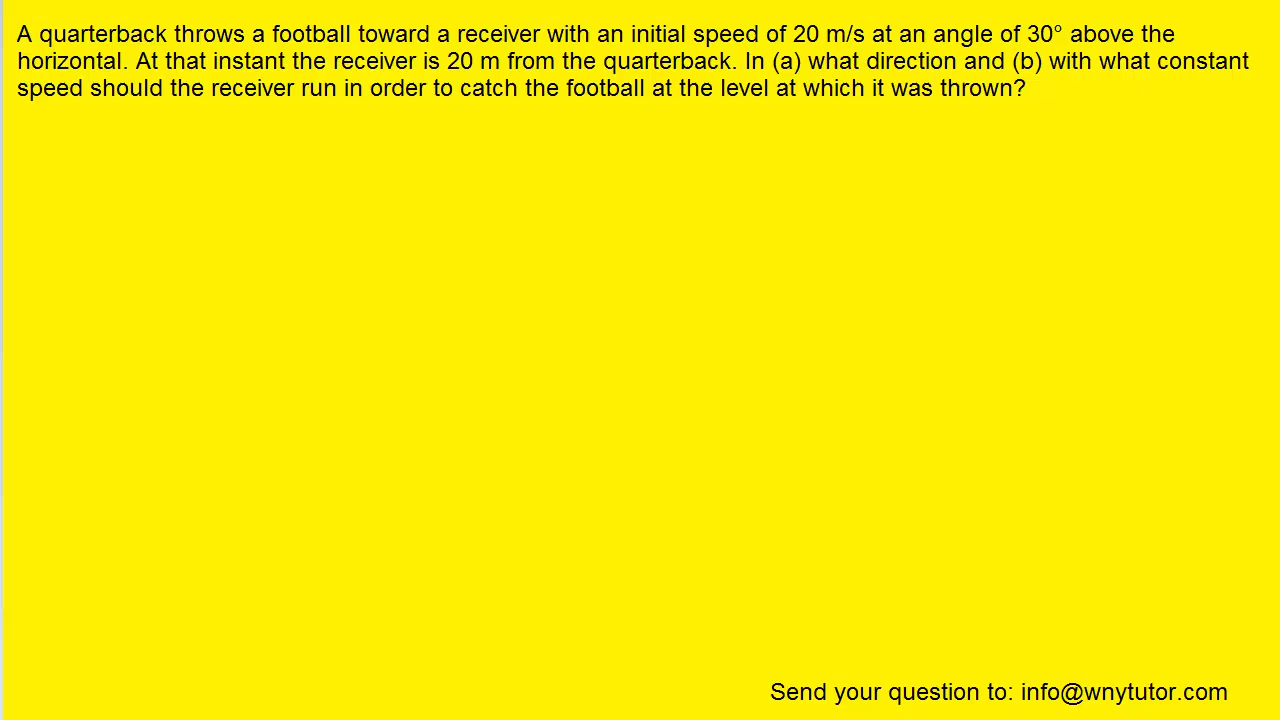 A quarterback throws a football toward a receiver with an initial speed of 20 m/s at an angle of 30° above the
horizontal. At that instant the receiver is 20 m from the quarterback. In (a) what direction and (b) with what constant
speed should the receiver run in order to catch the football at the level at which it was thrown?
Send your question to: info@wnytutor.com